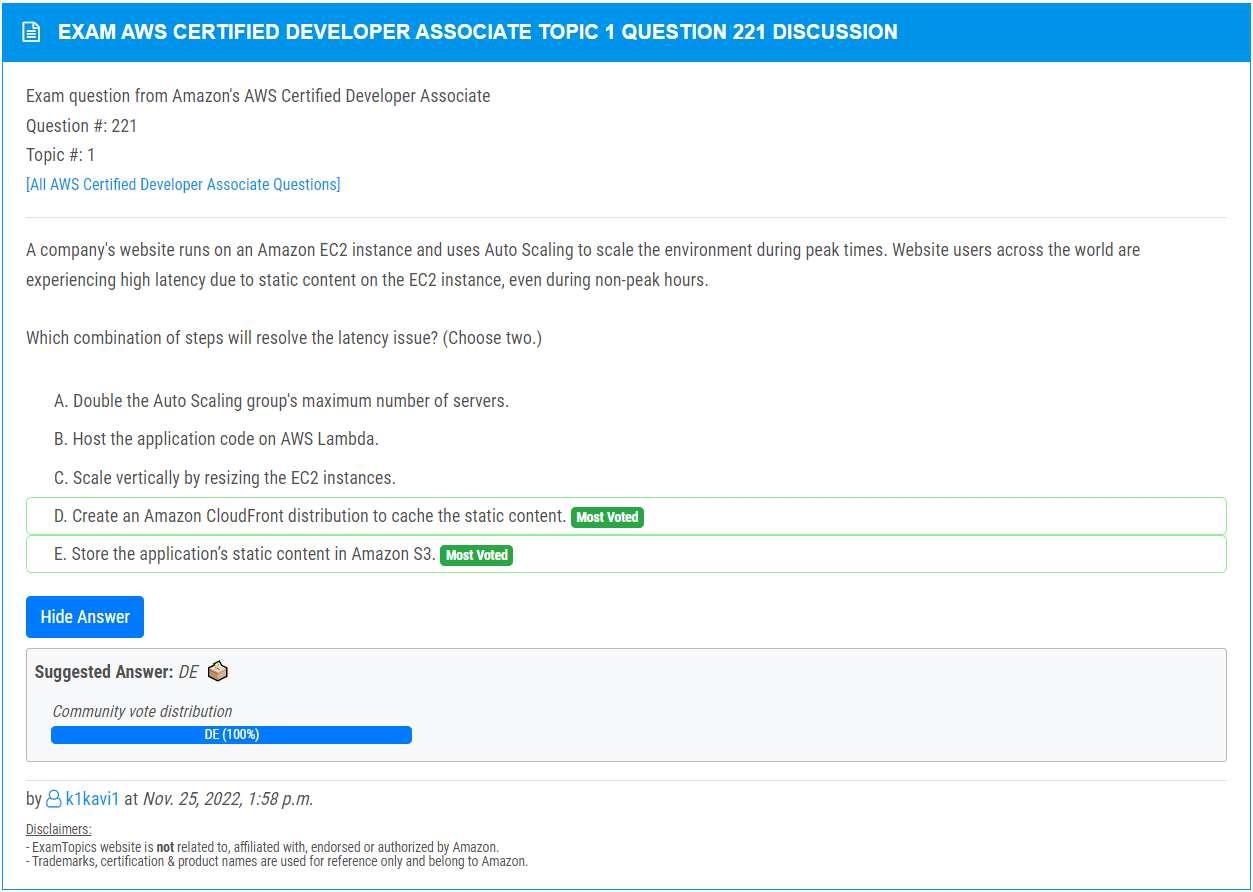 EXAM AWS CERTIFIED DEVELOPER ASSOCIATE TOPIC 1 QUESTION 221 DISCUSSION
Exam question from Amazon's AWS Certified Developer Associate
Question #: 221
Topic #: 1
[All AWS Certified Developer Associate Questions]
A company's website runs on an Amazon EC2 instance and uses Auto Scaling to scale the environment during peak times. Website users across the world are
experiencing high latency due to static content on the EC2 instance, even during non-peak hours.
Which combination of steps will resolve the latency issue? (Choose two.)
A. Double the Auto Scaling group's maximum number of servers.
B. Host the application code on AWS Lambda.
C. Scale vertically by resizing the EC2 instances.
D. Create an Amazon CloudFront distribution to cache the static content. Most Voted
E. Store the application’s static content in Amazon S3. Most Voted
Hide Answer
Suggested Answer: DE
Community vote distribution
DE (100%)
by k1kavi1 at Nov. 25, 2022, 1:58 p.m.
Disclaimers:
- ExamTopics website is not related to, affiliated with, endorsed or authorized by Amazon.
- Trademarks, certification & product names are used for reference only and belong to Amazon.